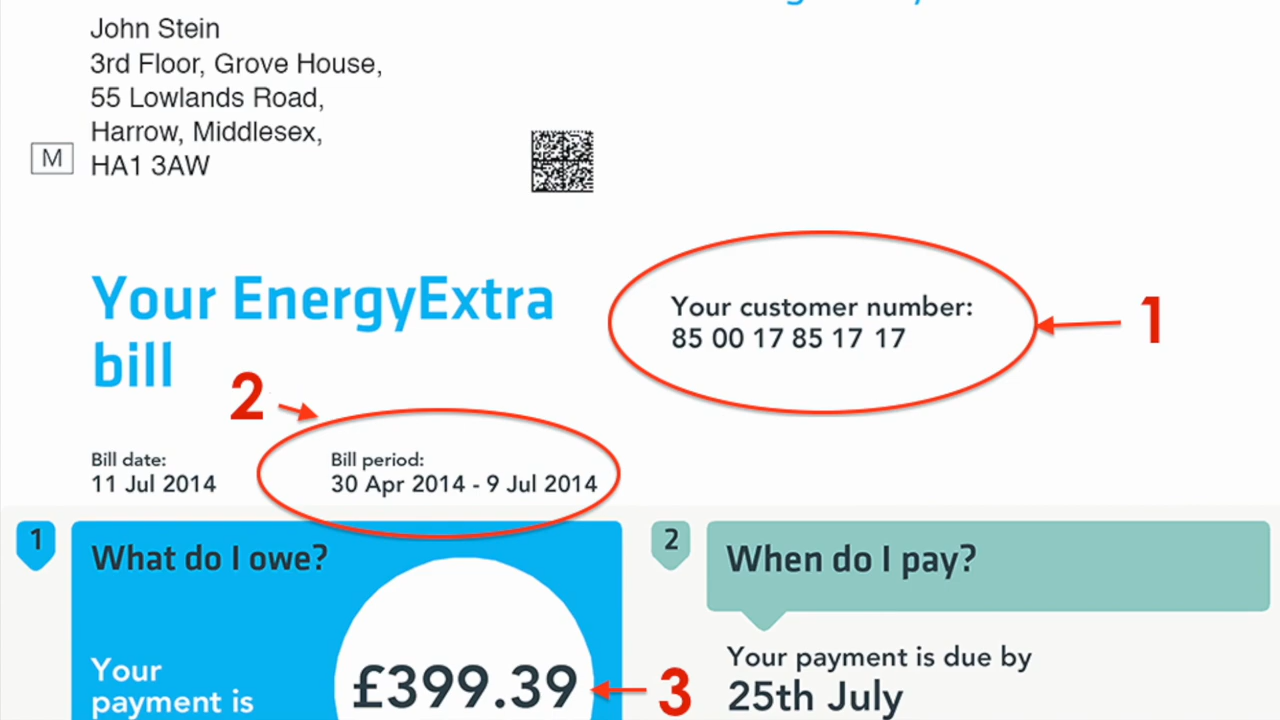 John Stein
3rd Floor, Grove House,
55 Lowlands Road,
Harrow, Middlesex,
M
HA1 3AW
Your EnergyExtra
bill
Your customer number:
85 00 17 85 17 17
1
2
Bill date:
11 Jul 2014
Bill period:
30 Apr 2014 - 9 Jul 2014
1
What do I owe?
Your
payment is
£399.39
3
2
When do I pay?
Your payment is due by
25th July